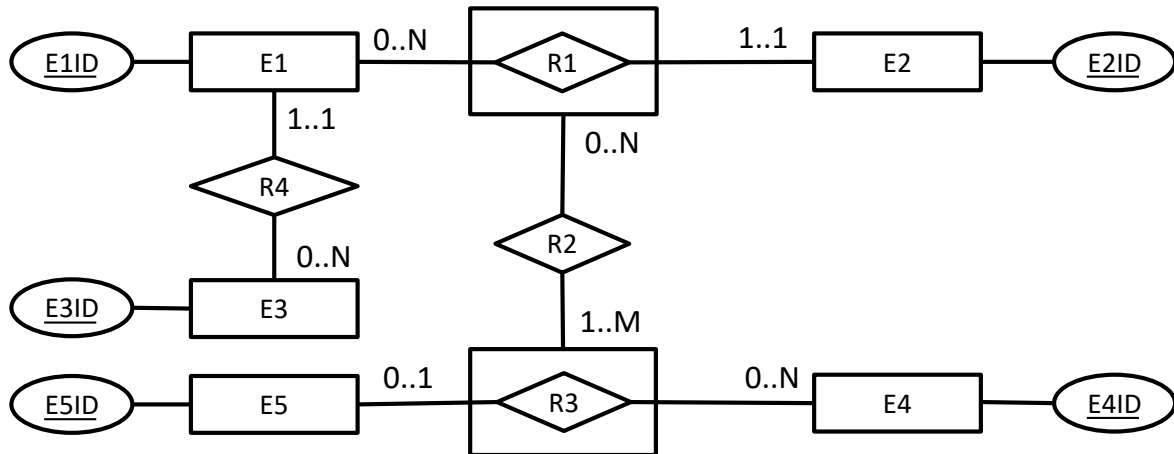 E1ID E1 0..N R1 1..1 E2 E2ID
1..1 0..N
R4
R2
0..N
E3ID E3
1..M
E5ID E5 0..1 R3 0..N E4 E4ID